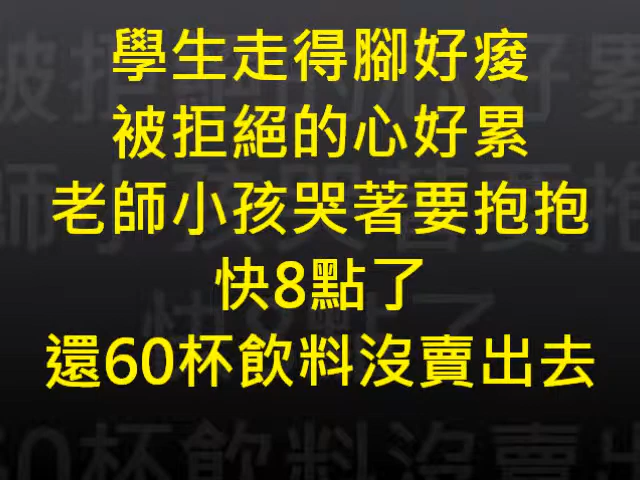 學生走得腳好痠
被拒絕的心好累
老師小孩哭著要抱抱
快8點了
還60杯飲料沒賣出去